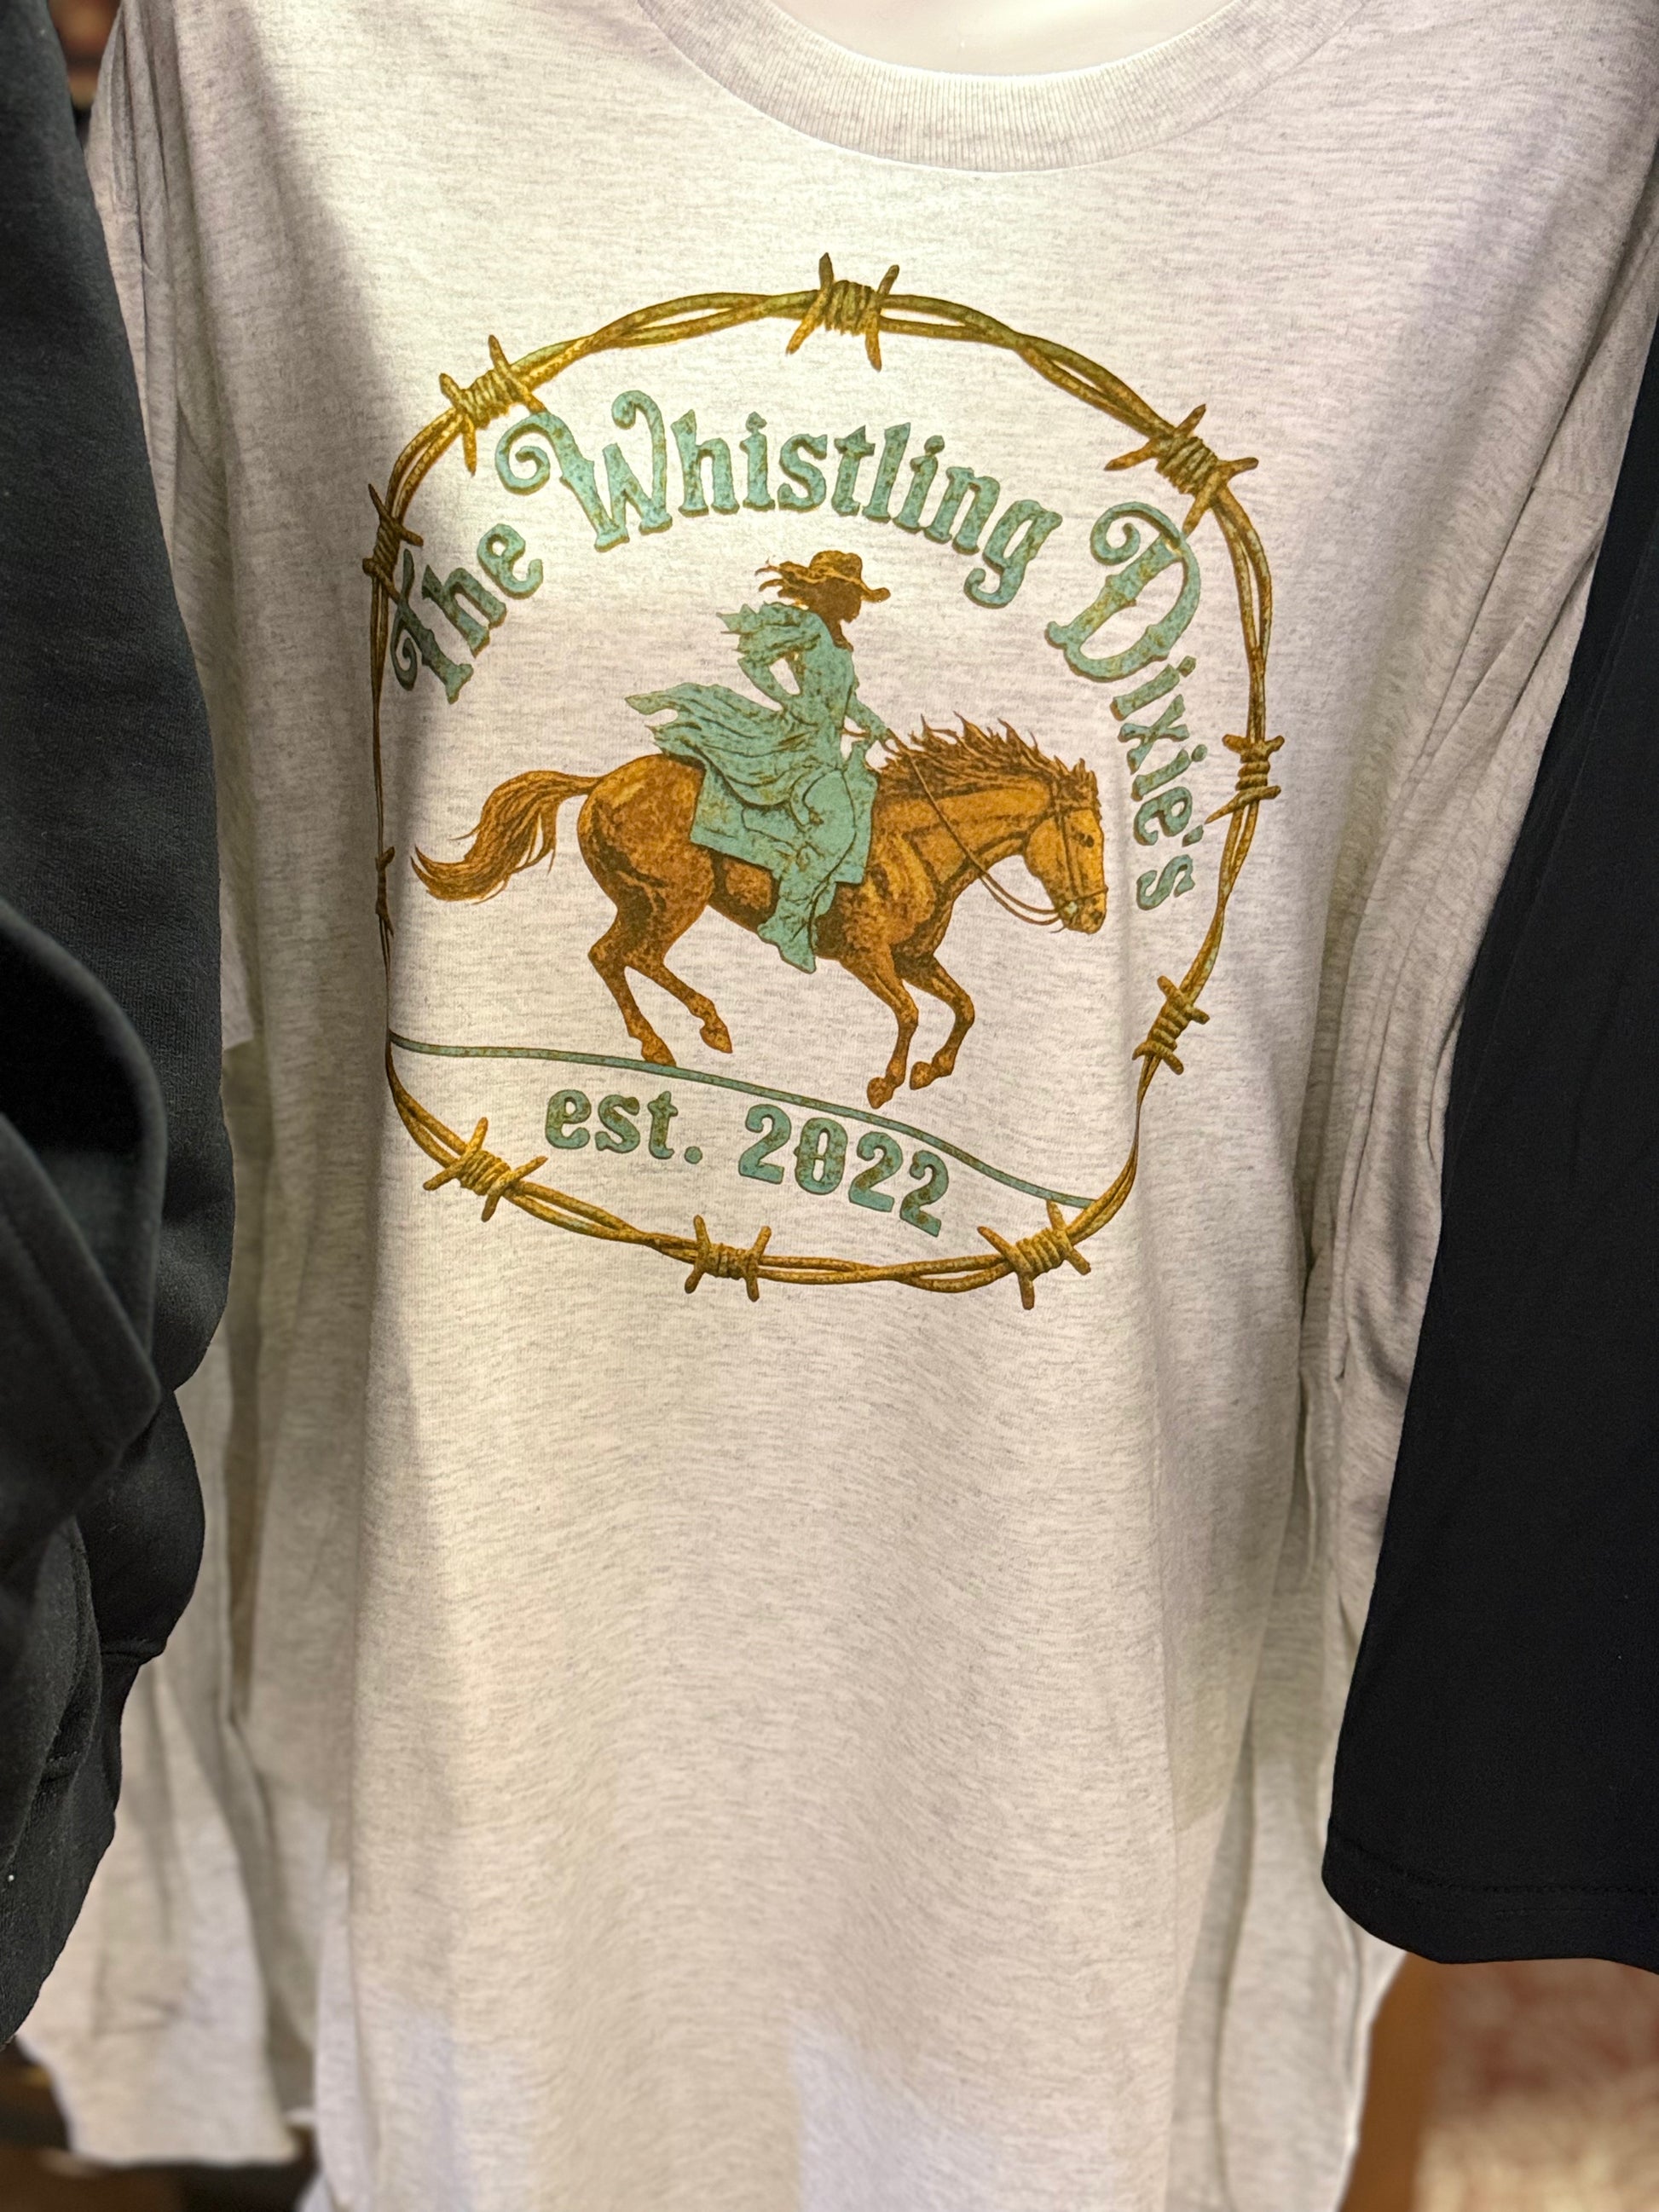 The Whistling Dixie's
est. 2022